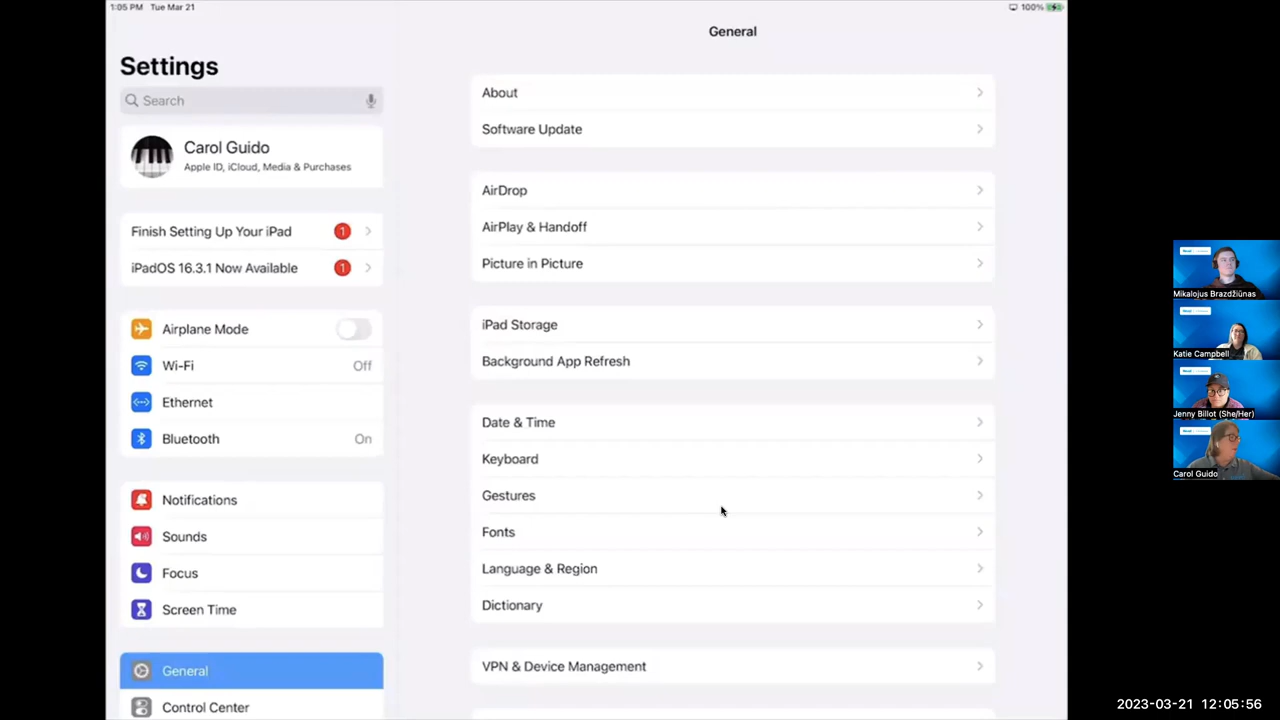 1:05 PM Tue Mar 21
100%
General
Settings
Search
Carol Guido
Apple ID, iCloud, Media & Purchases
Finish Setting Up Your iPad 1
iPadOS 16.3.1 Now Available 1
Airplane Mode
Wi-Fi Off
Ethernet
Bluetooth On
Notifications
Sounds
Focus
Screen Time
General
Control Center
About
Software Update
AirDrop
AirPlay & Handoff
Picture in Picture
iPad Storage
Background App Refresh
Date & Time
Keyboard
Gestures
Fonts
Language & Region
Dictionary
VPN & Device Management
Mikalojus Brazdžiūnas
Katie Campbell
Jenny Billot (She/Her)
Carol Guido
2023-03-21 12:05:56